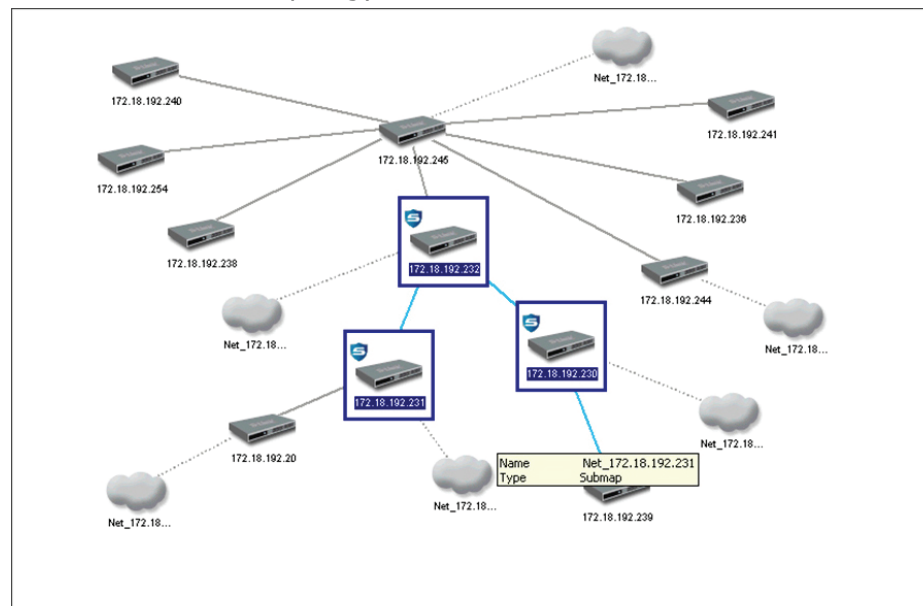 Net_172.18...
172.18.192.240
172.18.192.241
172.18.192.245
172.18.192.254
172.18.192.236
172.18.192.238
172.18.192.232
172.18.192.244
Net_172.18...
Net_172.18...
172.18.192.230
172.18.192.231
Net_172.18...
172.18.192.20
Name Net_172.18.192.231
Type Submap
Net_172.18...
172.18.192.239
Net_172.18...